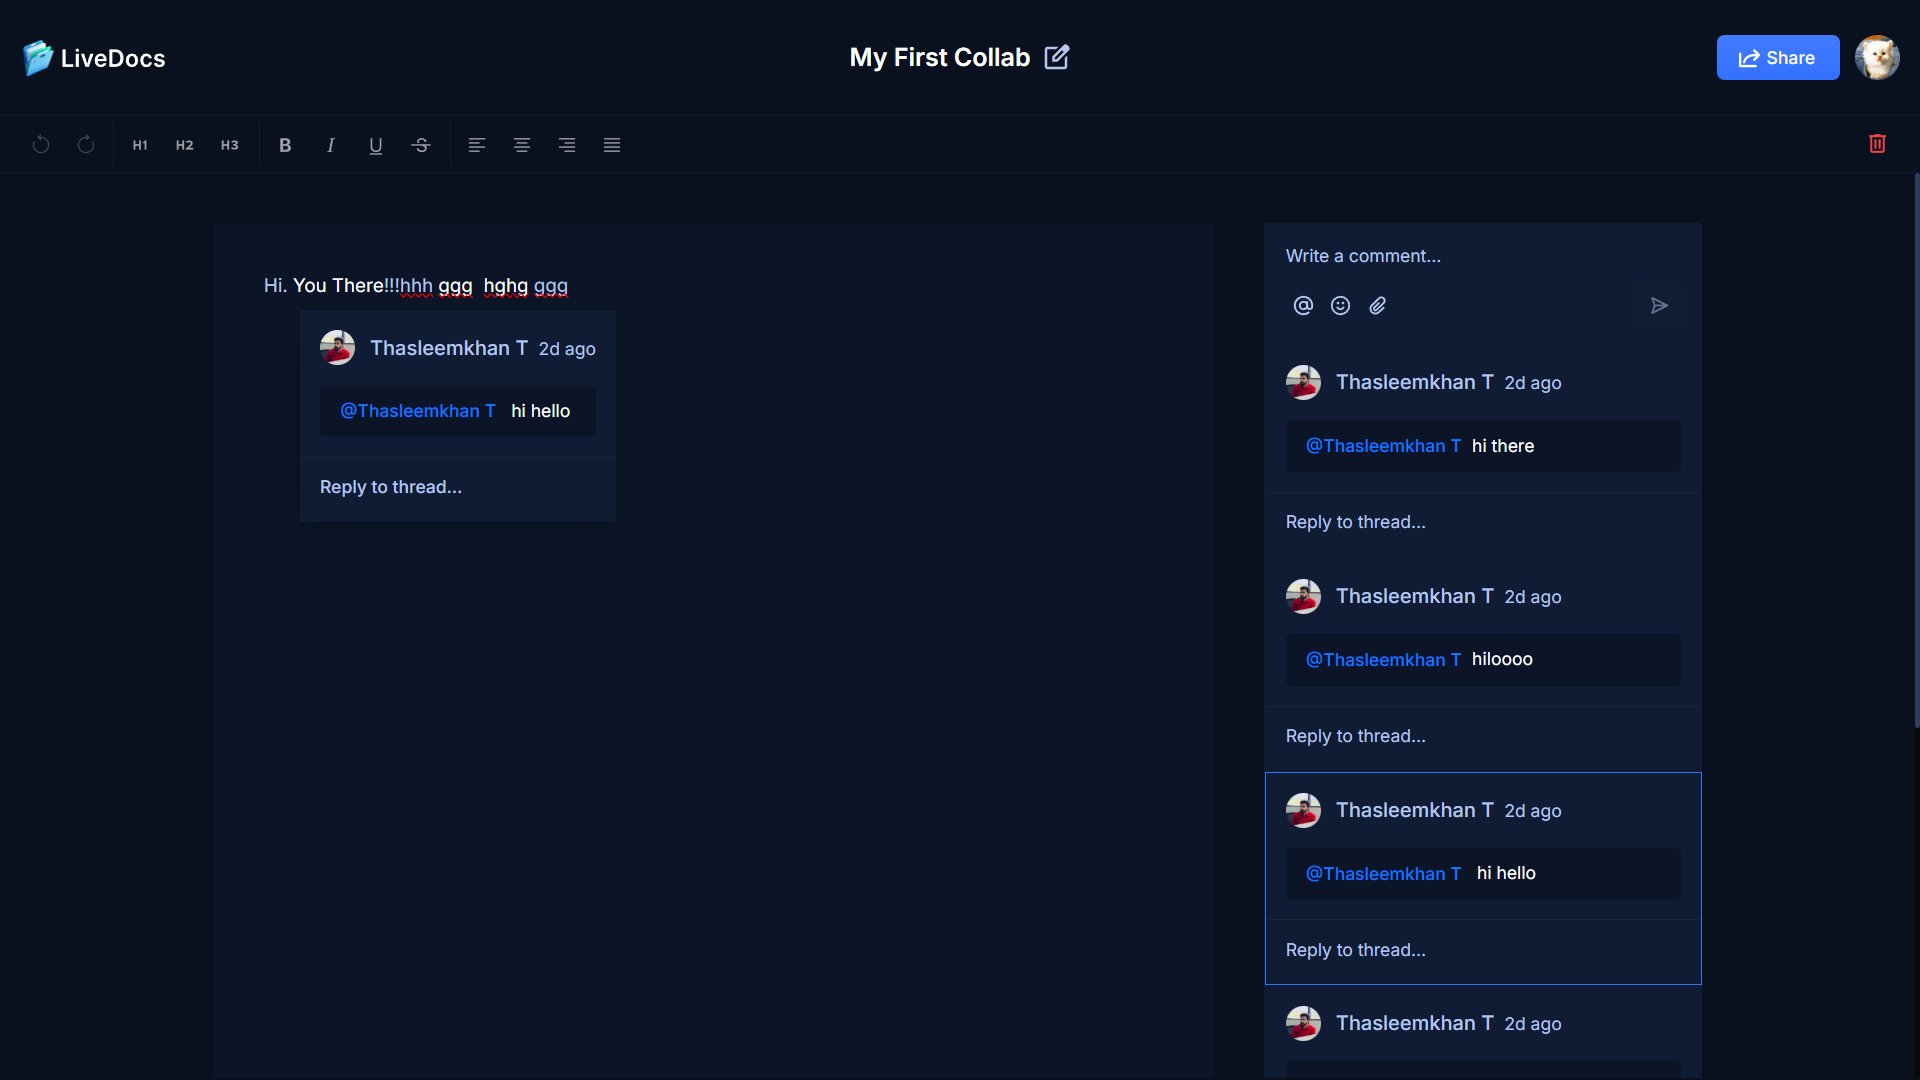 LiveDocs
My First Collab
Share
H1 H2 H3 B I U S
Hi. You There!!!hhh ggg hghg ggg
Thasleemkhan T 2d ago
@Thasleemkhan T hi hello
Reply to thread...
Write a comment...
Thasleemkhan T 2d ago
@Thasleemkhan T hi there
Reply to thread...
Thasleemkhan T 2d ago
@Thasleemkhan T hiloooo
Reply to thread...
Thasleemkhan T 2d ago
@Thasleemkhan T hi hello
Reply to thread...
Thasleemkhan T 2d ago